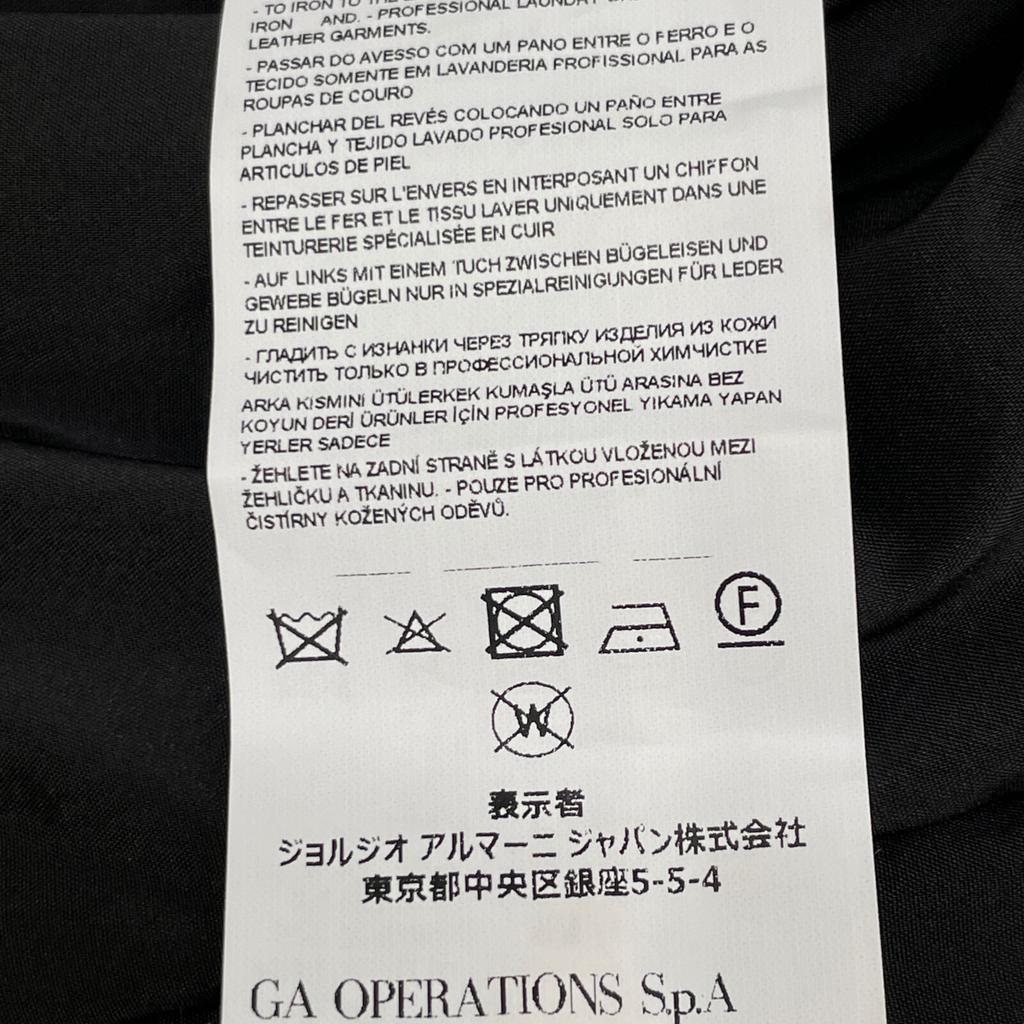 - TO IRON TO THE
IRON AND. - PROFESSIONAL LAUNDRY
LEATHER GARMENTS.
- PASSAR DO AVESSO COM UM PANO ENTRE O FERRO E O
TECIDO SOMENTE EM LAVANDERIA PROFISSIONAL PARA AS
ROUPAS DE COURO
- PLANCHAR DEL REVÉS COLOCANDO UN PAÑO ENTRE
PLANCHA Y TEJIDO LAVADO PROFESIONAL SOLO PARA
ARTICULOS DE PIEL
- REPASSER SUR L'ENVERS EN INTERPOSANT UN CHIFFON
ENTRE LE FER ET LE TISSU LAVER UNIQUEMENT DANS UNE
TEINTURERIE SPÉCIALISÉE EN CUIR
- AUF LINKS MIT EINEM TUCH ZWISCHEN BÜGELEISEN UND
GEWEBE BÜGELN NUR IN SPEZIALREINIGUNGEN FÜR LEDER
ZU REINIGEN
- ГЛАДИТЬ С ИЗНАНКИ ЧЕРЕЗ ТРЯПКУ ИЗДЕЛИЯ ИЗ КОЖИ
ЧИСТИТЬ ТОЛЬКО В ПРОФЕССИОНАЛЬНОЙ ХИМЧИСТКЕ
ARKA KISMINI ÜTÜLERKEK KUMAŞLA ÜTÜ ARASINA BEZ
KOYUN DERİ ÜRÜNLER İÇİN PROFESYONEL YIKAMA YAPAN
YERLER SADECE
- ŽEHLETE NA ZADNÍ STRANĚ S LÁTKOU VLOŽENOU MEZI
ŽEHLIČKU A TKANINU. - POUZE PRO PROFESIONÁLNÍ
ČISTÍRNY KOŽENÝCH ODĚVŮ.
F
W
表示者
ジョルジオ アルマーニ ジャパン株式会社
東京都中央区銀座5-5-4
GA OPERATIONS S.p.A